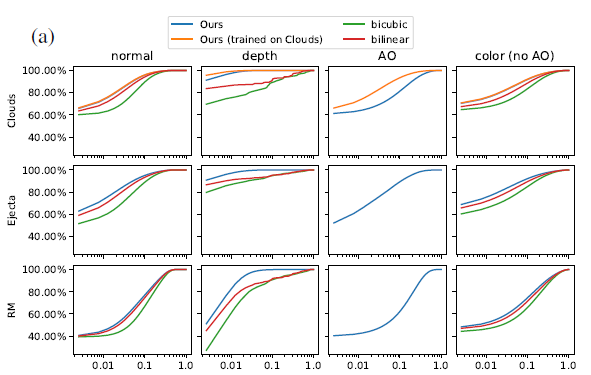 (a)
Ours
Ours (trained on Clouds)
bicubic
bilinear
normal
depth
AO
color (no AO)
Clouds
100.00%
80.00%
60.00%
40.00%
Ejecta
100.00%
80.00%
60.00%
40.00%
RM
100.00%
80.00%
60.00%
40.00%
0.01 0.1 1.0
0.01 0.1 1.0
0.01 0.1 1.0
0.01 0.1 1.0